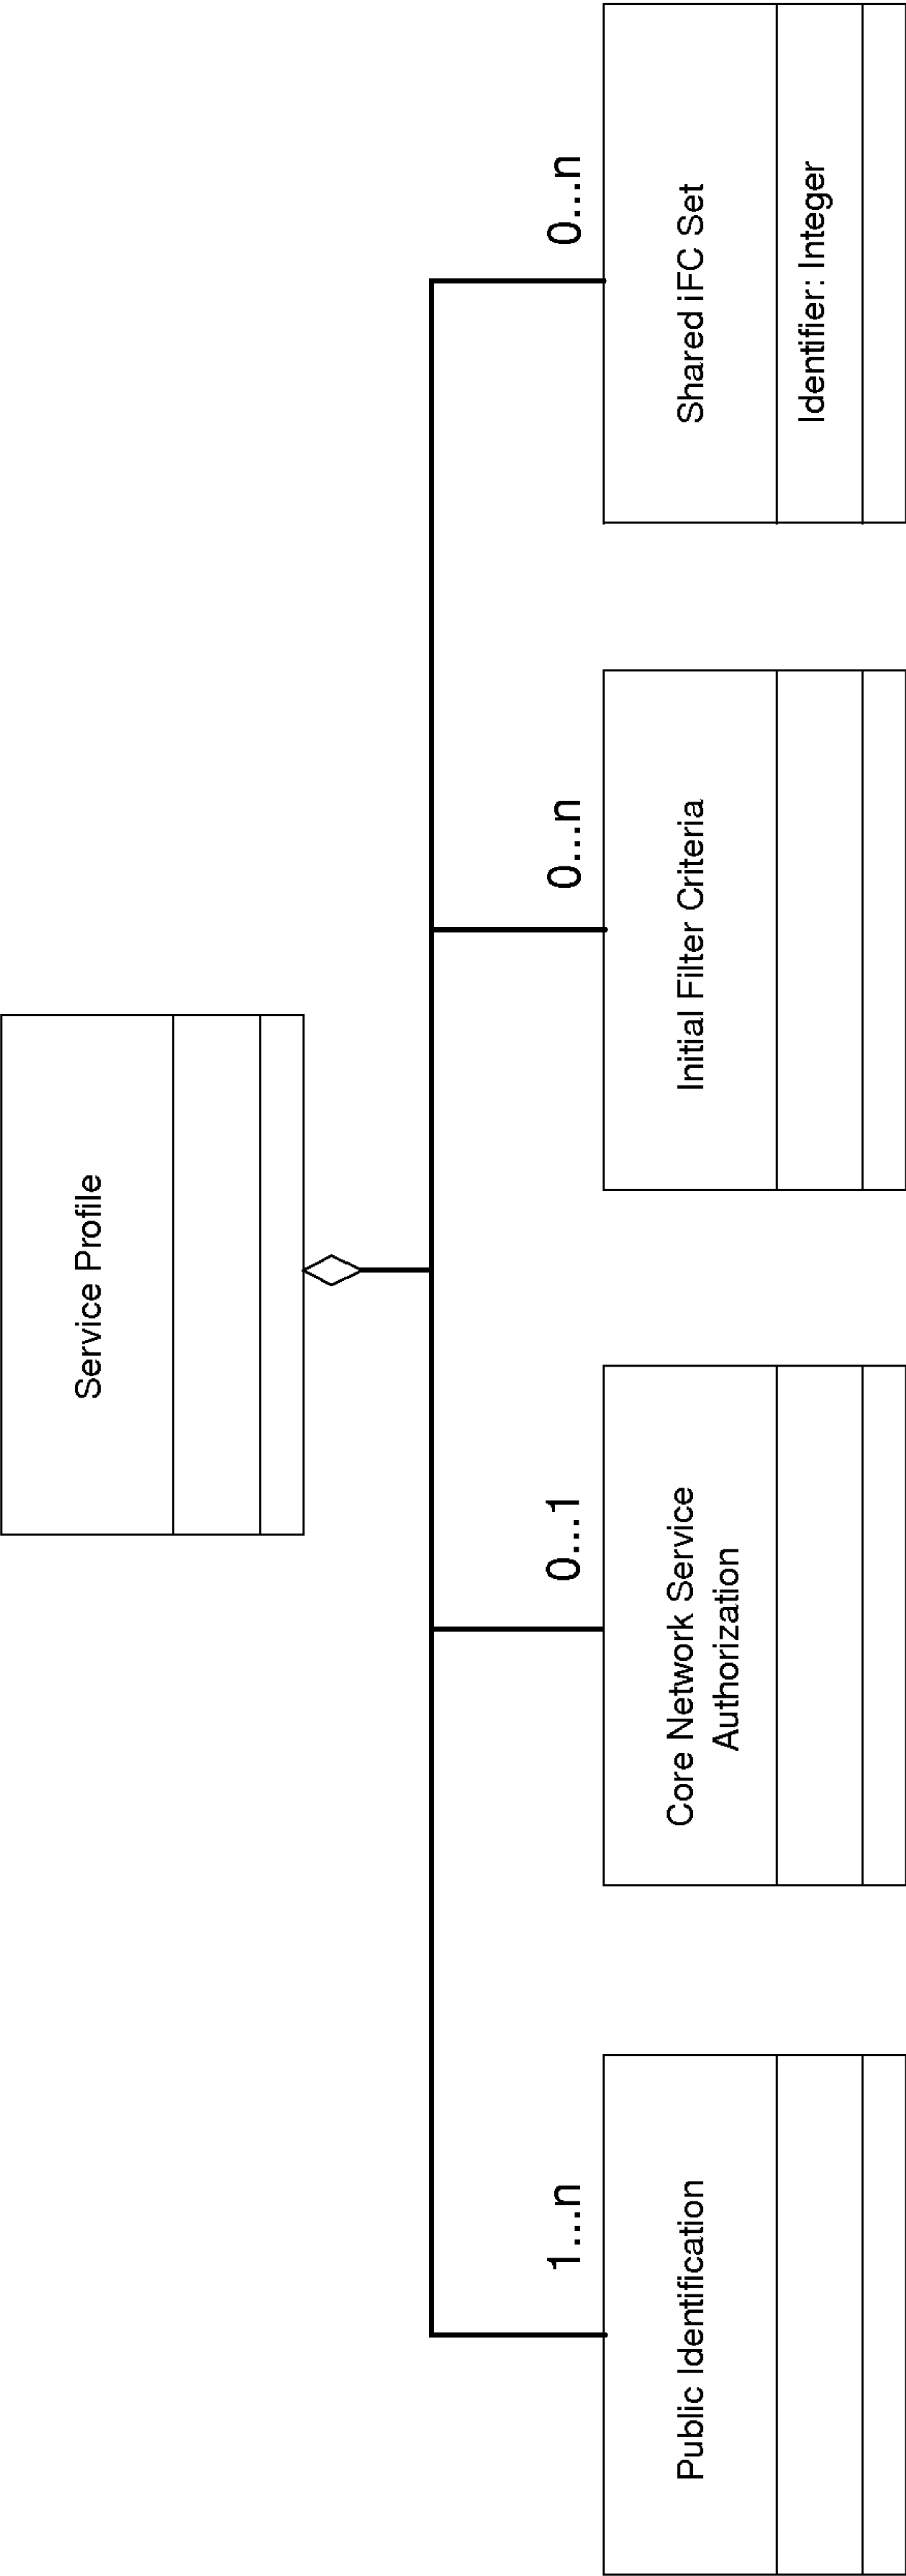 Service Profile
1...n
0...1
0...n
0...n
Public Identification
Core Network Service
Authorization
Initial Filter Criteria
Shared iFC Set
Identifier: Integer